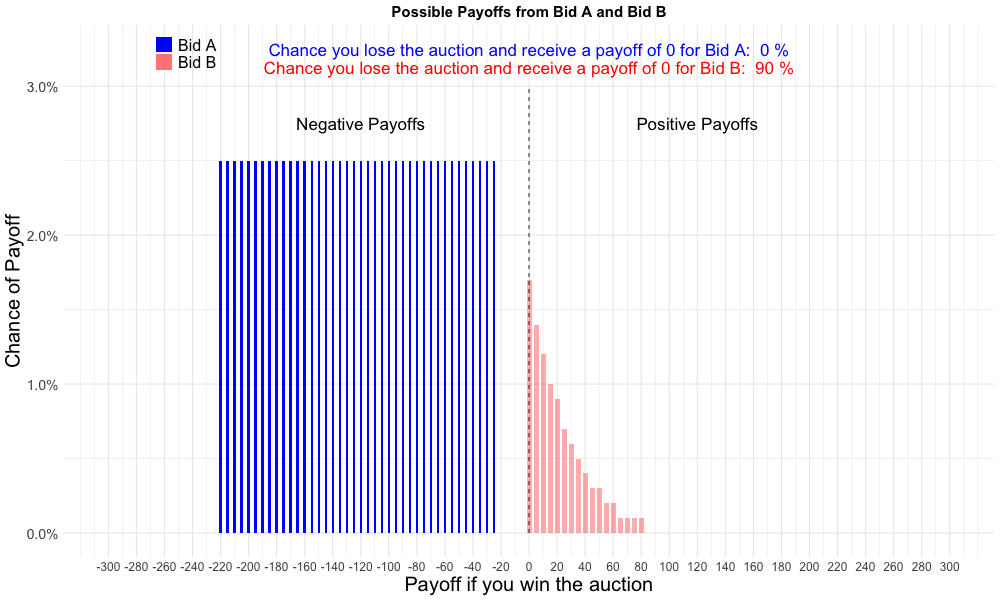 Possible Payoffs from Bid A and Bid B
Bid A
Bid B
Chance you lose the auction and receive a payoff of 0 for Bid A:  0 %
Chance you lose the auction and receive a payoff of 0 for Bid B:  90 %
Negative Payoffs
Positive Payoffs
Chance of Payoff
3.0%
2.0%
1.0%
0.0%
-300 -280 -260 -240 -220 -200 -180 -160 -140 -120 -100 -80 -60 -40 -20 0 20 40 60 80 100 120 140 160 180 200 220 240 260 280 300
Payoff if you win the auction